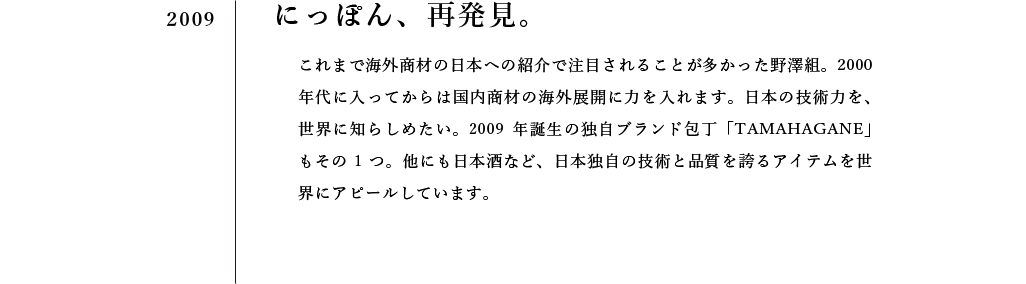 2009
にっぽん、再発見。
これまで海外商材の日本への紹介で注目されることが多かった野澤組。2000
年代に入ってからは国内商材の海外展開に力を入れます。日本の技術力を、
世界に知らしめたい。2009 年誕生の独自ブランド包丁「TAMAHAGANE」
もその 1 つ。他にも日本酒など、日本独自の技術と品質を誇るアイテムを世
界にアピールしています。